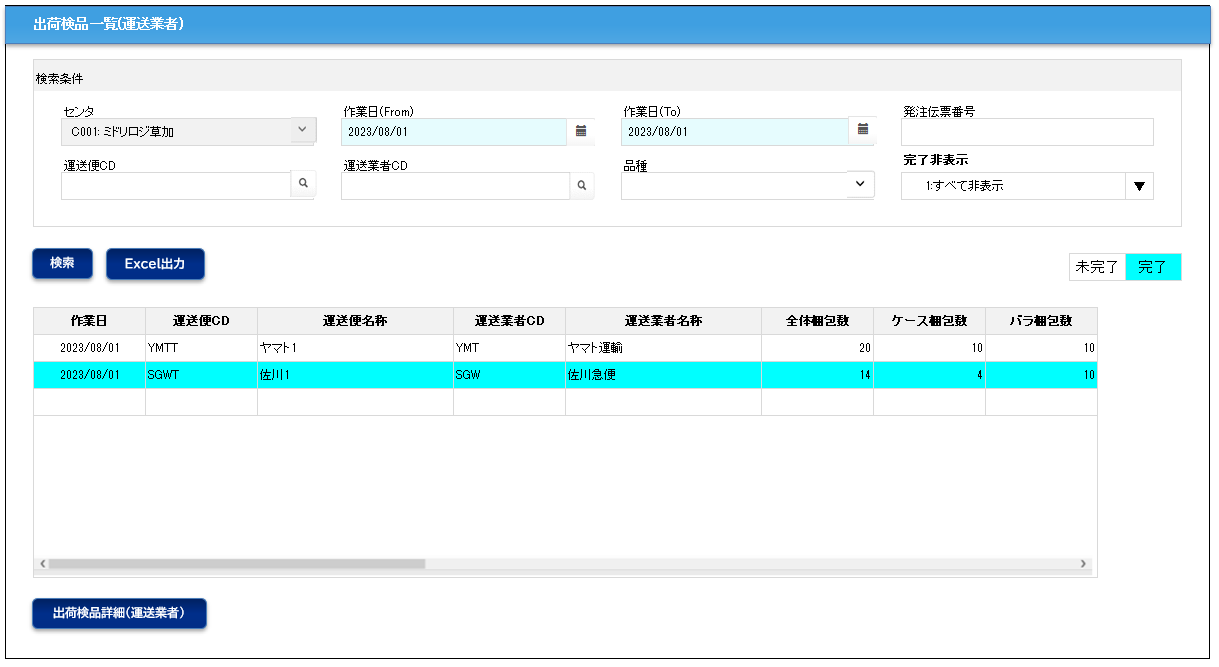 出荷検品一覧(運送業者)
検索条件
センタ 作業日(From) 作業日(To) 発注伝票番号
C001: ミドリロジ草加 2023/08/01 2023/08/01
運送便CD 運送業者CD 品種 完了非表示
1:すべて非表示
検索 Excel出力 未完了 完了
作業日 運送便CD 運送便名称 運送業者CD 運送業者名称 全体梱包数 ケース梱包数 バラ梱包数
2023/08/01 YMTT ヤマト1 YMT ヤマト運輸 20 10 10
2023/08/01 SGWT 佐川1 SGW 佐川急便 14 4 10
出荷検品詳細(運送業者)